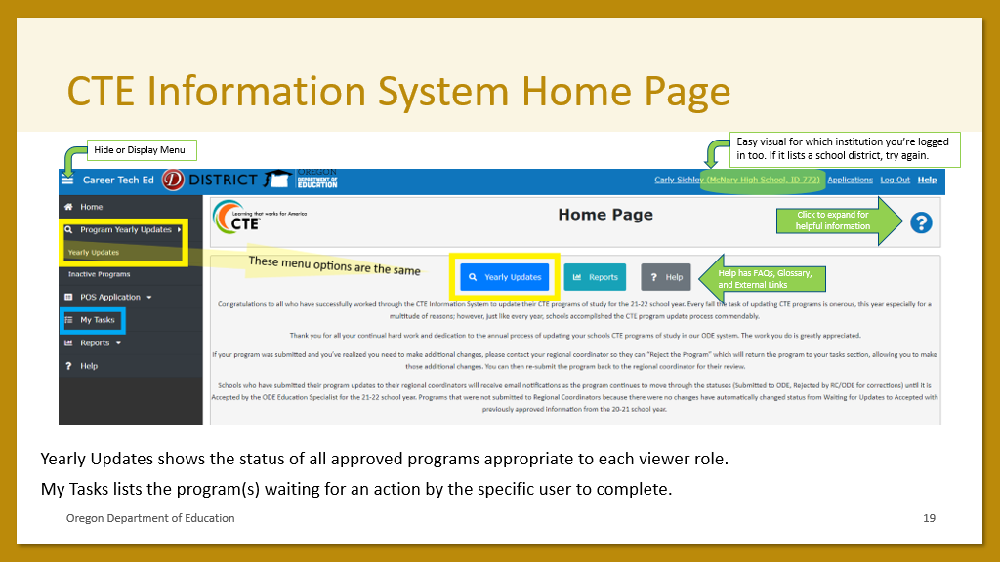 CTE Information System Home Page
Hide or Display Menu
Easy visual for which institution you’re logged
in too. If it lists a school district, try again.
Career Tech Ed
DISTRICT
OREGON
DEPARTMENT OF
EDUCATION
Carly Sichley (McNary High School, ID 772) Applications Log Out Help
Home
Program Yearly Updates
Yearly Updates
Inactive Programs
POS Application
My Tasks
Reports
? Help
Learning that works for America
CTE
Home Page
Click to expand for
helpful information
?
These menu options are the same
Yearly Updates
Reports
? Help
Help has FAQs, Glossary,
and External Links
Congratulations to all who have successfully worked through the CTE Information System to update their CTE programs of study for the 21-22 school year. Every fall the task of updating CTE programs is onerous, this year especially for a
multitude of reasons; however, just like every year, schools accomplished the CTE program update process commendably.
Thank you for all your continual hard work and dedication to the annual process of updating your schools CTE programs of study in our ODE system. The work you do is greatly appreciated.
If your program was submitted and you've realized you need to make additional changes, please contact your regional coordinator so they can "Reject the Program" which will return the program to your tasks section, allowing you to make
those additional changes. You can then re-submit the program back to the regional coordinator for their review.
Schools who have submitted their program updates to their regional coordinators will receive email notifications as the program continues to move through the statuses (Submitted to ODE, Rejected by RC/ODE for corrections) until it is
Accepted by the ODE Education Specialist for the 21-22 school year. Programs that were not submitted to Regional Coordinators because there were no changes have automatically changed status from Waiting for Updates to Accepted with
previously approved information from the 20-21 school year.
Yearly Updates shows the status of all approved programs appropriate to each viewer role.
My Tasks lists the program(s) waiting for an action by the specific user to complete.
Oregon Department of Education
19